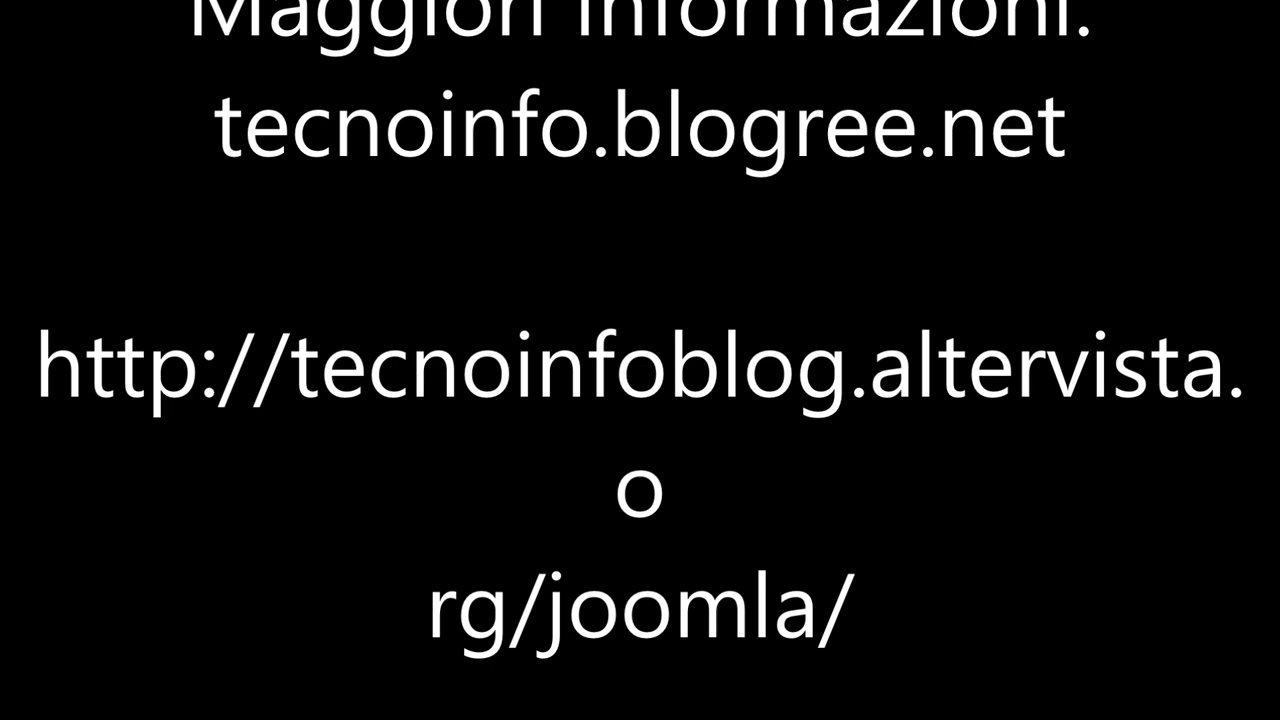 Maggiori informazioni:
tecnoinfo.blogree.net
http://tecnoinfoblog.altervista.
o
rg/joomla/